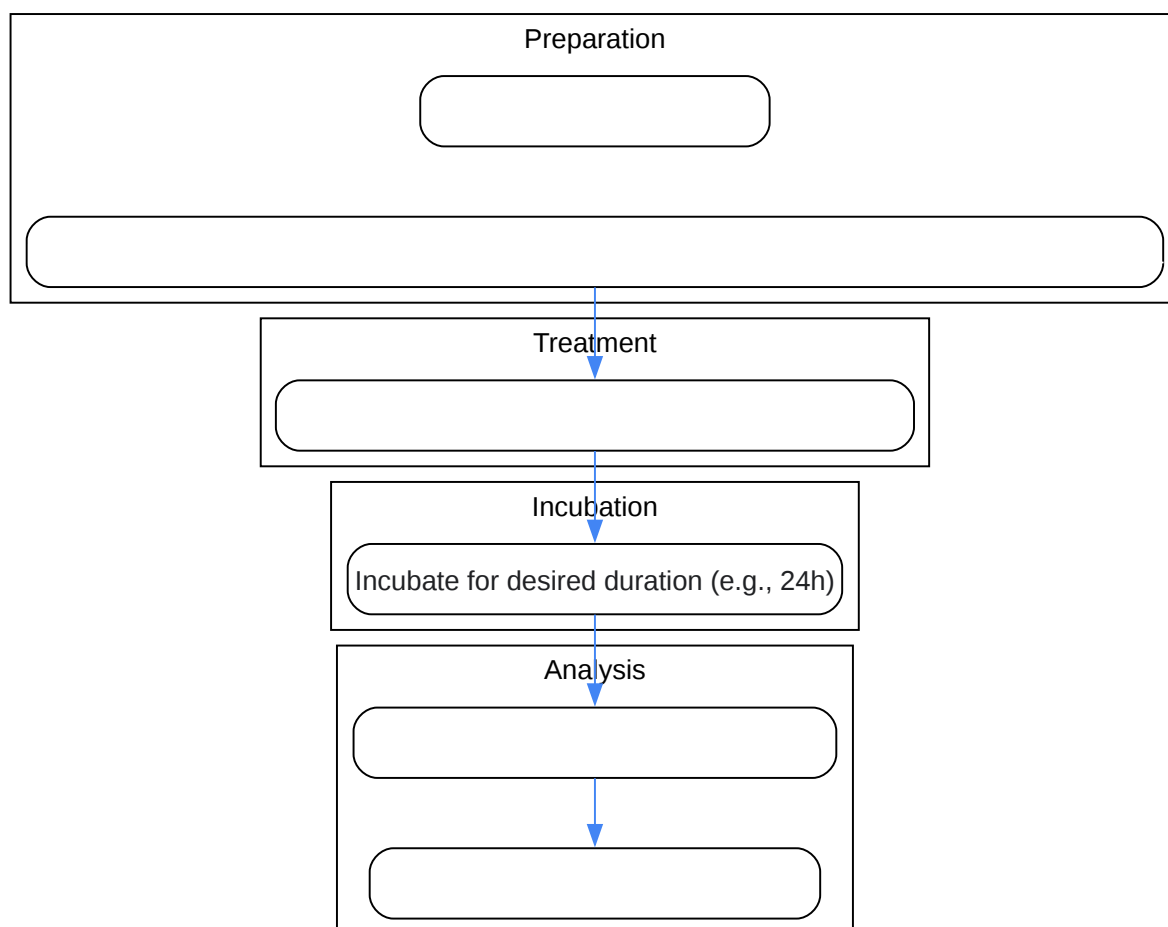 Preparation
Treatment
Incubation
Incubate for desired duration (e.g., 24h)
Analysis